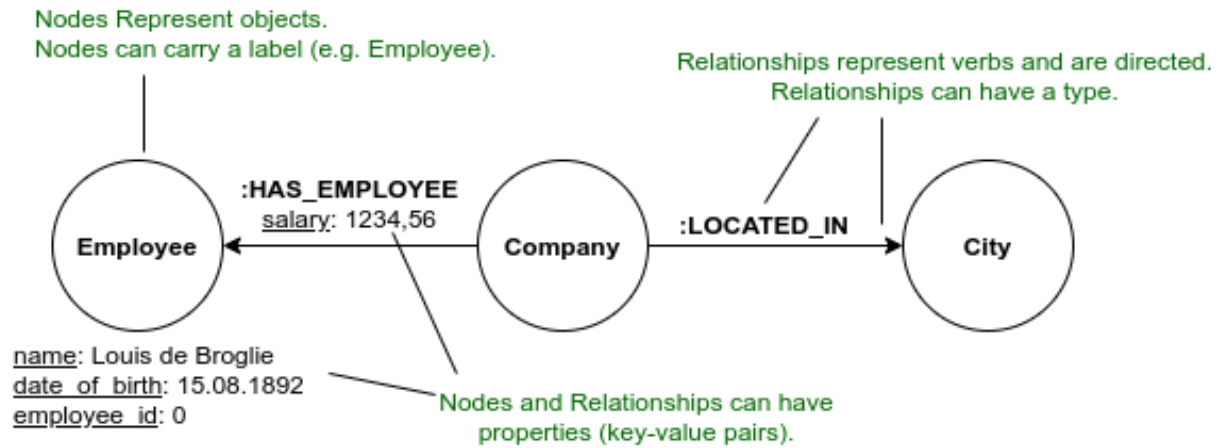 Nodes Represent objects.
Nodes can carry a label (e.g. Employee).
Relationships represent verbs and are directed.
Relationships can have a type.
:HAS_EMPLOYEE
salary: 1234,56
:LOCATED_IN
Employee
Company
City
name: Louis de Broglie
date_of_birth: 15.08.1892
employee_id: 0
Nodes and Relationships can have
properties (key-value pairs).